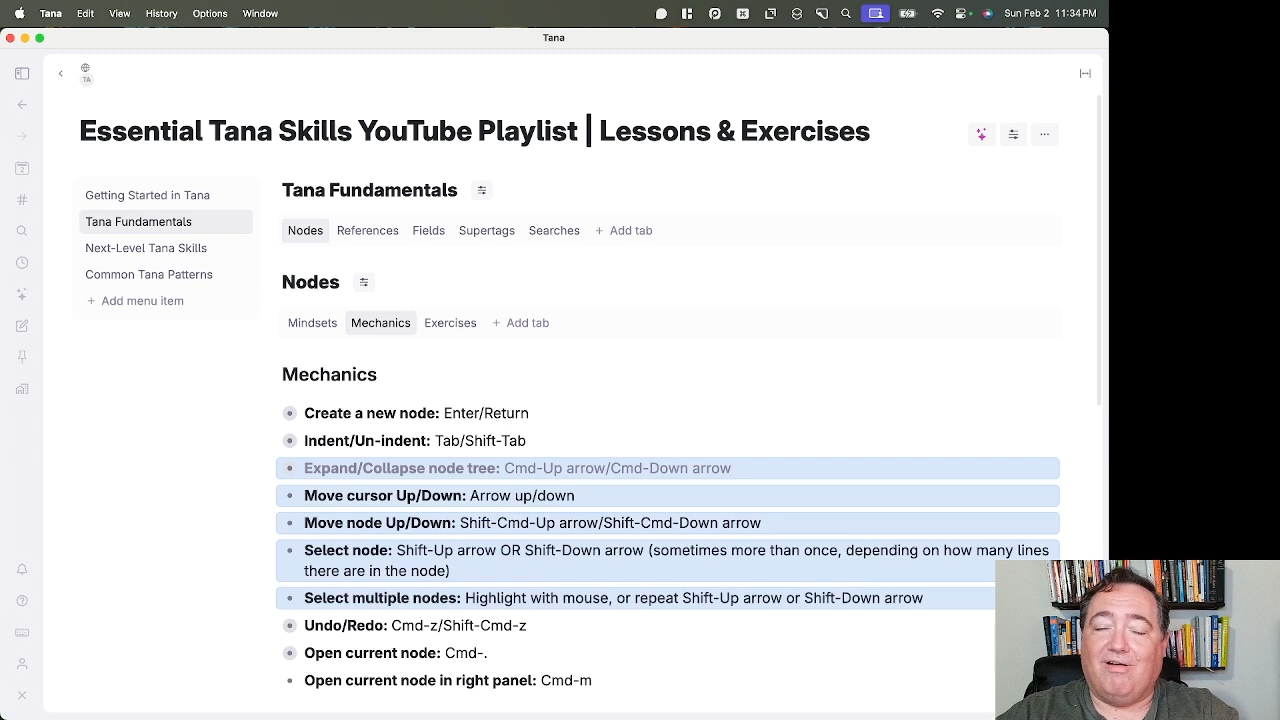 Tana File Edit History Options Window
Sun Feb 2 11:34 PM
Tana
TA
Essential Tana Skills YouTube Playlist | Lessons & Exercises
Getting Started in Tana
Tana Fundamentals
Next-Level Tana Skills
Common Tana Patterns
+ Add menu item
Tana Fundamentals
Nodes References Fields Supertags Searches + Add tab
Nodes
Mindsets Mechanics Exercises + Add tab
Mechanics
Create a new node: Enter/Return
Indent/Un-indent: Tab/Shift-Tab
Expand/Collapse node tree: Cmd-Up arrow/Cmd-Down arrow
Move cursor Up/Down: Arrow up/down
Move node Up/Down: Shift-Cmd-Up arrow/Shift-Cmd-Down arrow
Select node: Shift-Up arrow OR Shift-Down arrow (sometimes more than once, depending on how many lines
there are in the node)
Select multiple nodes: Highlight with mouse, or repeat Shift-Up arrow or Shift-Down arrow
Undo/Redo: Cmd-z/Shift-Cmd-z
Open current node: Cmd-.
Open current node in right panel: Cmd-m